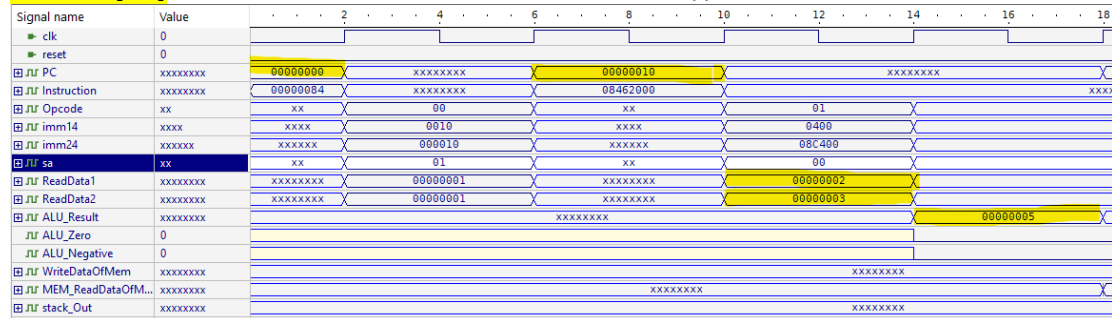 Signal name Value 2 4 6 8 10 12 14 16 18
clk 0
reset 0
PC xxxxxxxx 00000000 xxxxxxxx 00000010 xxxxxxxx
Instruction xxxxxxxx 00000084 xxxxxxxx 08462000 xxxx
Opcode xx xx 00 xx 01
imm14 xxxx xxxx 0010 xxxx 0400
imm24 xxxxxx xxxxxx 000010 xxxxxx 08C400
sa xx xx 01 xx 00
ReadData1 xxxxxxxx xxxxxxxx 00000001 xxxxxxxx 00000002
ReadData2 xxxxxxxx xxxxxxxx 00000001 xxxxxxxx 00000003
ALU_Result xxxxxxxx xxxxxxxx 00000005
ALU_Zero 0
ALU_Negative 0
WriteDataOfMem xxxxxxxx xxxxxxxx
MEM_ReadDataOfM... xxxxxxxx xxxxxxxx
stack_Out xxxxxxxx xxxxxxxx